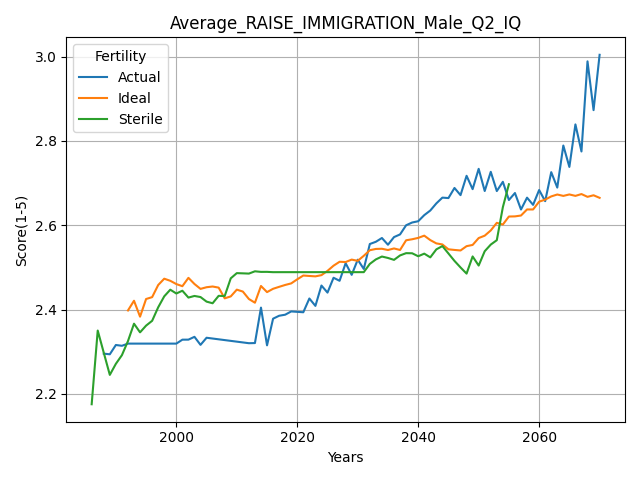 Average_RAISE_IMMIGRATION_Male_Q2_IQ
Fertility
Actual
Ideal
Sterile
3.0
2.8
2.6
2.4
2.2
Score(1-5)
2000
2020
2040
2060
Years